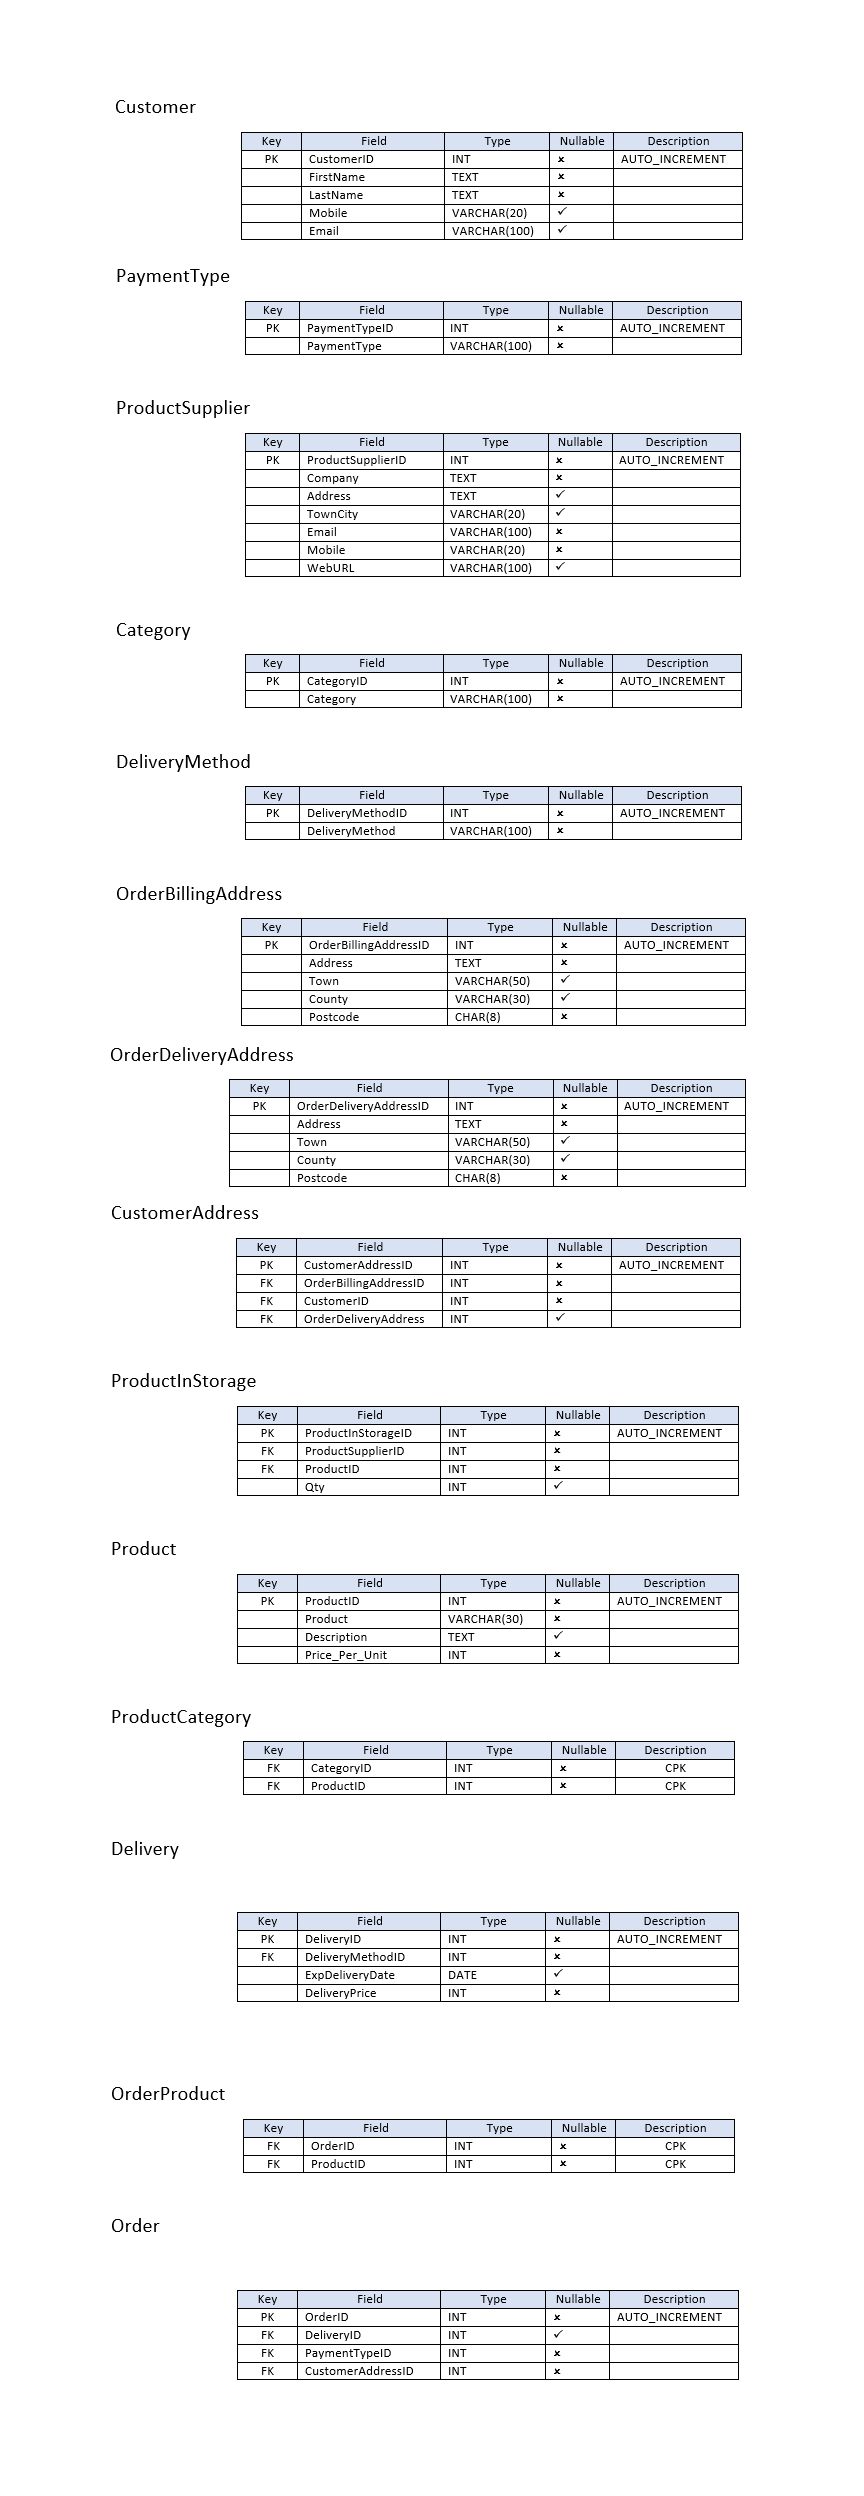 Customer
Key Field Type Nullable Description
PK CustomerID INT × AUTO_INCREMENT
FirstName TEXT ×
LastName TEXT ×
Mobile VARCHAR(20) ✓
Email VARCHAR(100) ✓
PaymentType
Key Field Type Nullable Description
PK PaymentTypeID INT × AUTO_INCREMENT
PaymentType VARCHAR(100) ×
ProductSupplier
Key Field Type Nullable Description
PK ProductSupplierID INT × AUTO_INCREMENT
Company TEXT ×
Address TEXT ✓
TownCity VARCHAR(20) ✓
Email VARCHAR(100) ×
Mobile VARCHAR(20) ×
WebURL VARCHAR(100) ✓
Category
Key Field Type Nullable Description
PK CategoryID INT × AUTO_INCREMENT
Category VARCHAR(100) ×
DeliveryMethod
Key Field Type Nullable Description
PK DeliveryMethodID INT × AUTO_INCREMENT
DeliveryMethod VARCHAR(100) ×
OrderBillingAddress
Key Field Type Nullable Description
PK OrderBillingAddressID INT × AUTO_INCREMENT
Address TEXT ×
Town VARCHAR(50) ✓
County VARCHAR(30) ✓
Postcode CHAR(8) ×
OrderDeliveryAddress
Key Field Type Nullable Description
PK OrderDeliveryAddressID INT × AUTO_INCREMENT
Address TEXT ×
Town VARCHAR(50) ✓
County VARCHAR(30) ✓
Postcode CHAR(8) ×
CustomerAddress
Key Field Type Nullable Description
PK CustomerAddressID INT × AUTO_INCREMENT
FK OrderBillingAddressID INT ×
FK CustomerID INT ×
FK OrderDeliveryAddress INT ✓
ProductInStorage
Key Field Type Nullable Description
PK ProductInStorageID INT × AUTO_INCREMENT
FK ProductSupplierID INT ×
FK ProductID INT ×
Qty INT ✓
Product
Key Field Type Nullable Description
PK ProductID INT × AUTO_INCREMENT
Product VARCHAR(30) ×
Description TEXT ✓
Price_Per_Unit INT ×
ProductCategory
Key Field Type Nullable Description
FK CategoryID INT × CPK
FK ProductID INT × CPK
Delivery
Key Field Type Nullable Description
PK DeliveryID INT × AUTO_INCREMENT
FK DeliveryMethodID INT ×
ExpDeliveryDate DATE ✓
DeliveryPrice INT ×
OrderProduct
Key Field Type Nullable Description
FK OrderID INT × CPK
FK ProductID INT × CPK
Order
Key Field Type Nullable Description
PK OrderID INT × AUTO_INCREMENT
FK DeliveryID INT ✓
FK PaymentTypeID INT ×
FK CustomerAddressID INT ×